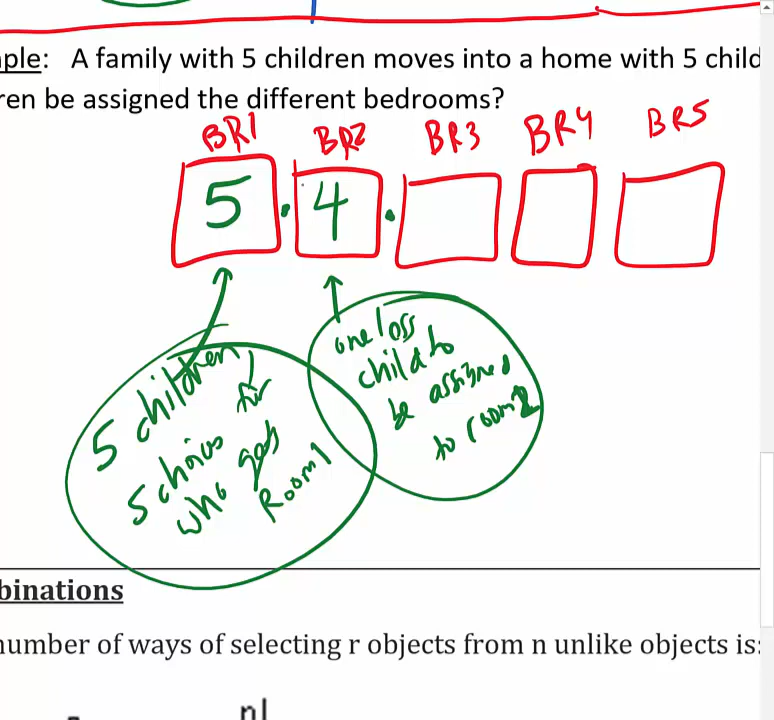 ple: A family with 5 children moves into a home with 5 child
ren be assigned the different bedrooms?
BR1 BR2 BR3 BR4 BR5
5 · 4 ·
5 children,
5 choices for
who gets
Room 1
one loss
child to
be assigned
to room 2
binations
number of ways of selecting r objects from n unlike objects is:
n!